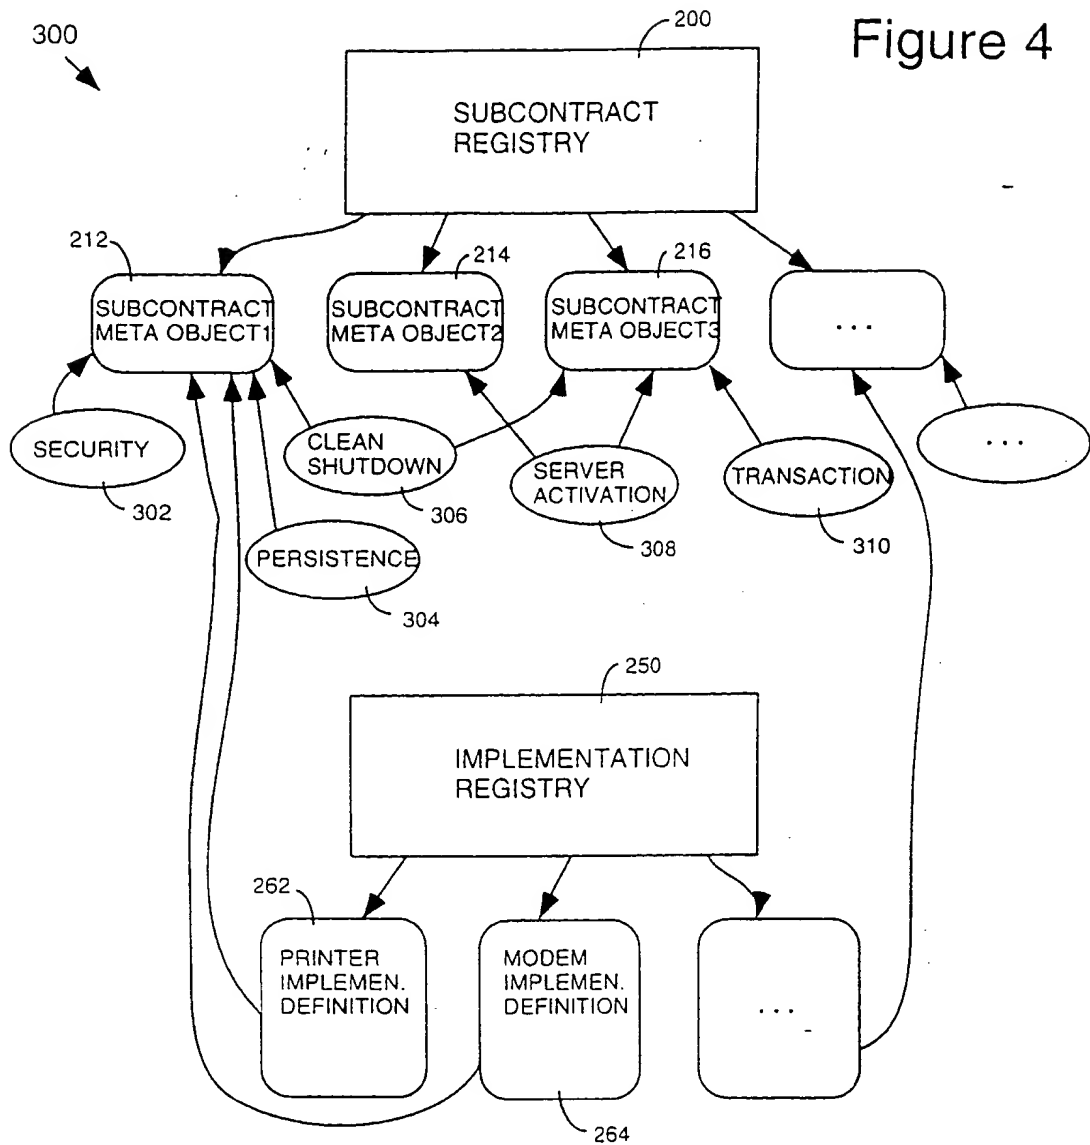 Figure 4
300
200
SUBCONTRACT
REGISTRY
212
214
216
SUBCONTRACT
META OBJECT1
SUBCONTRACT
META OBJECT2
SUBCONTRACT
META OBJECT3
...
SECURITY
302
CLEAN
SHUTDOWN
306
SERVER
ACTIVATION
308
TRANSACTION
310
...
PERSISTENCE
304
250
IMPLEMENTATION
REGISTRY
262
PRINTER
IMPLEMEN.
DEFINITION
MODEM
IMPLEMEN.
DEFINITION
264
...